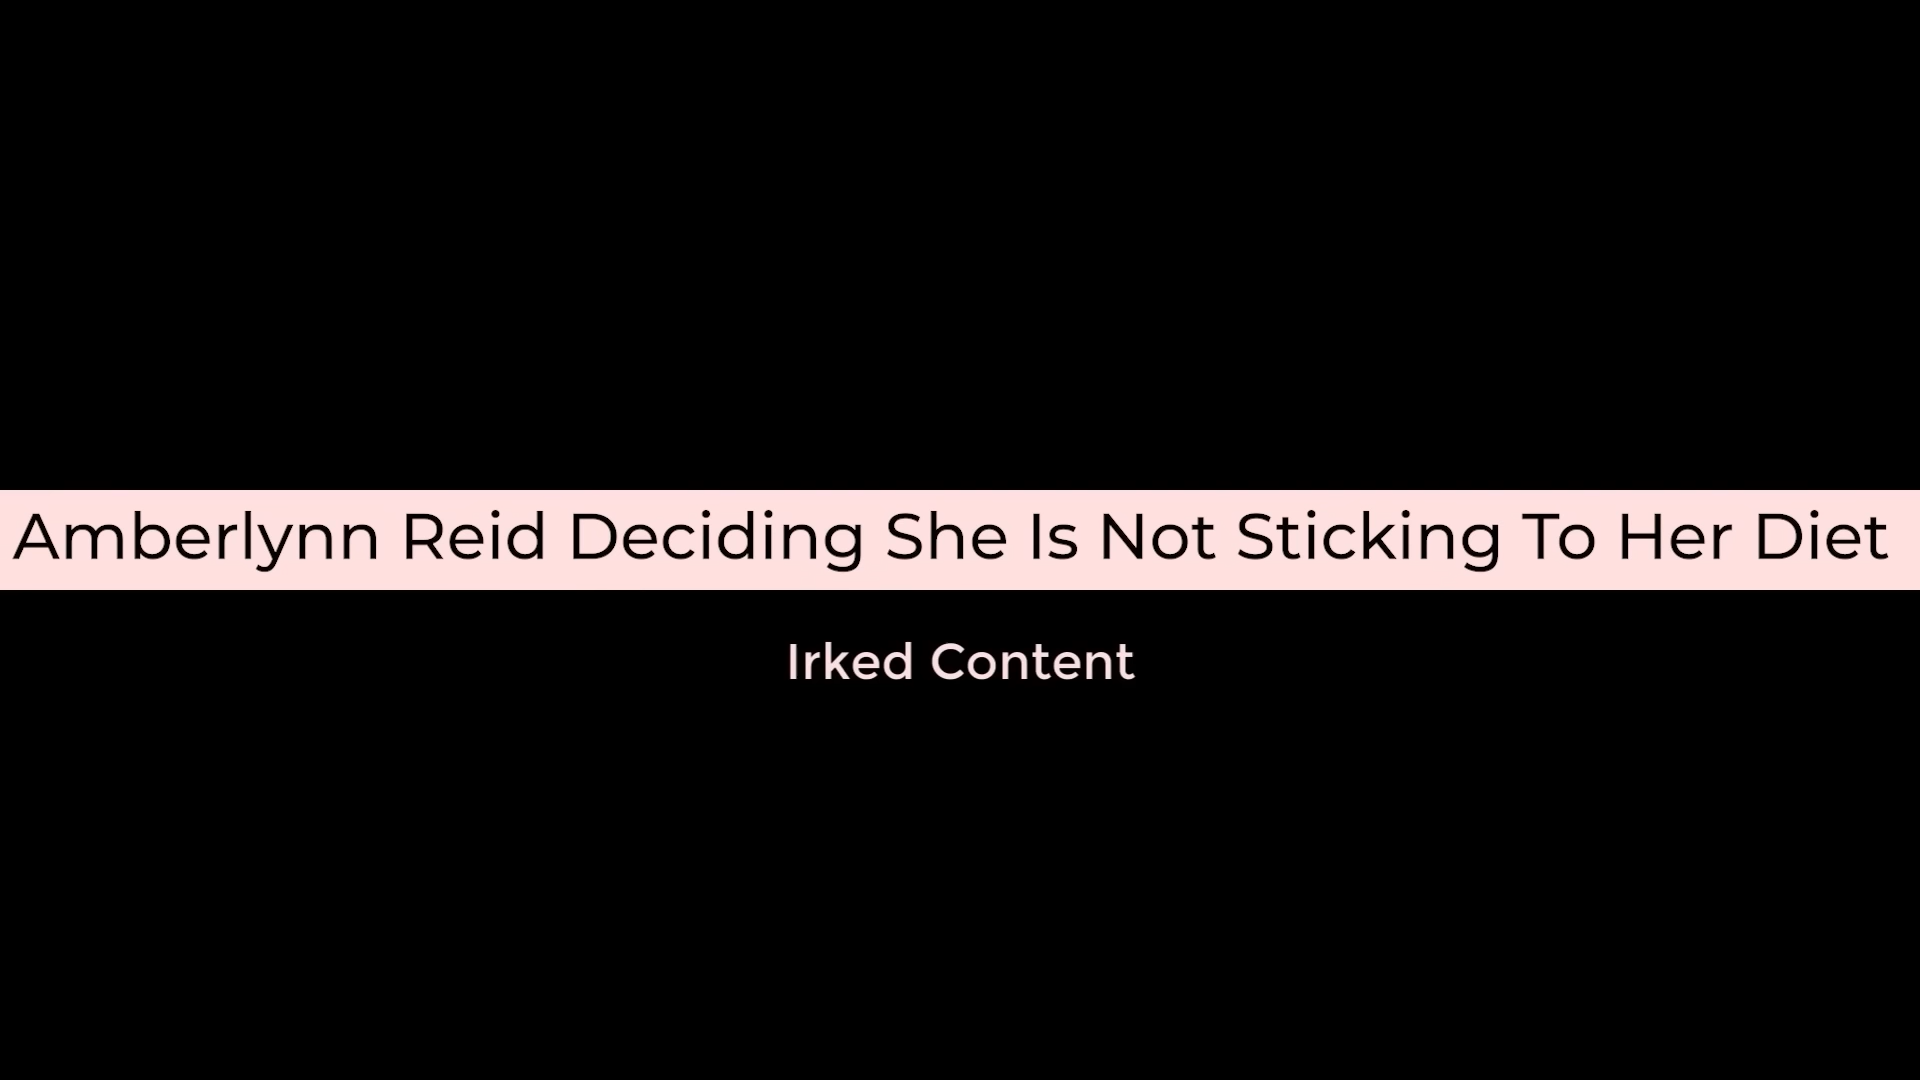 Amberlynn Reid Deciding She Is Not Sticking To Her Diet
Irked Content